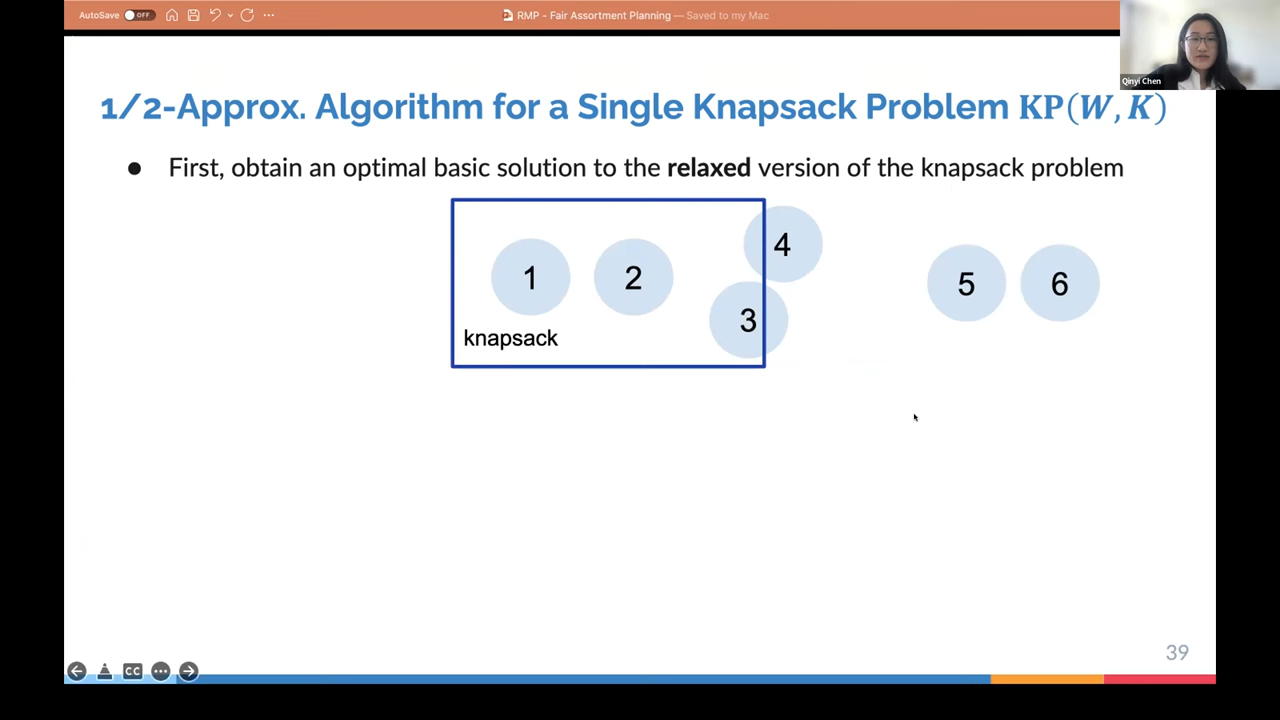 AutoSave OFF
RMP - Fair Assortment Planning — Saved to my Mac
Qinyi Chen
1/2-Approx. Algorithm for a Single Knapsack Problem KP(W, K)
● First, obtain an optimal basic solution to the relaxed version of the knapsack problem
4
1 2 5 6
3
knapsack
39
CC